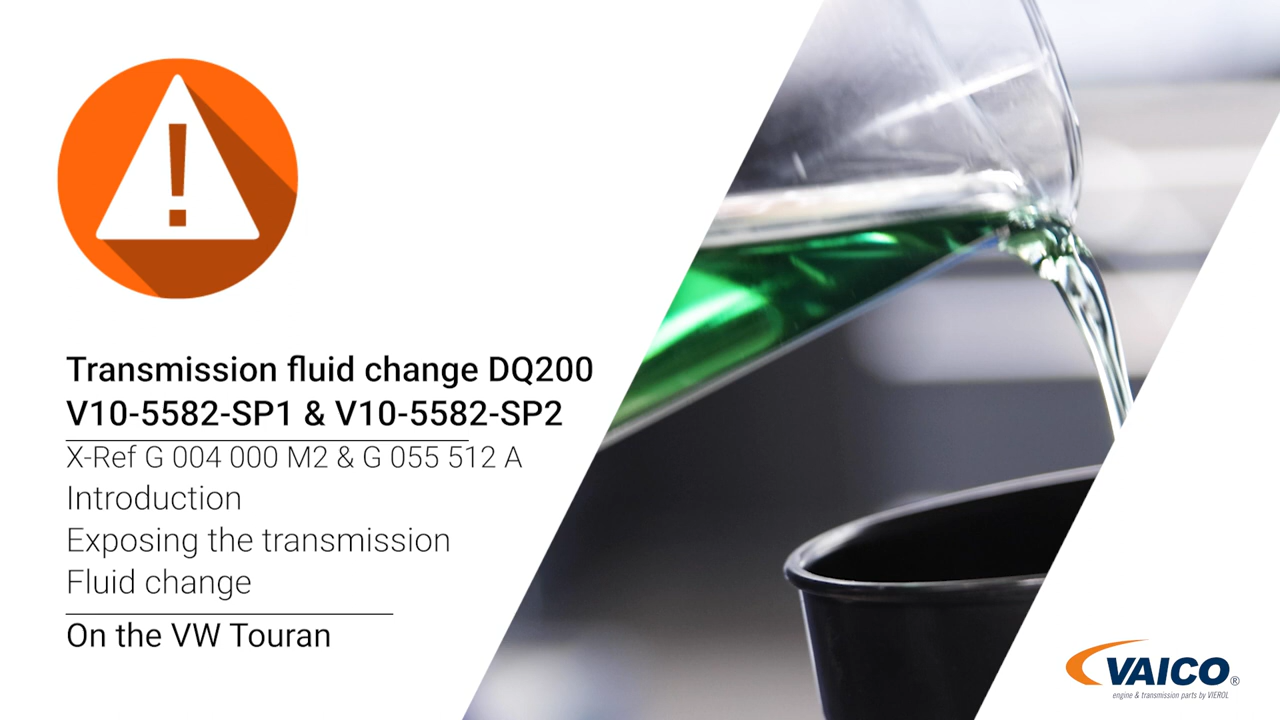 !
Transmission fluid change DQ200
V10-5582-SP1 & V10-5582-SP2
X-Ref G 004 000 M2 & G 055 512 A
Introduction
Exposing the transmission
Fluid change
On the VW Touran
VAICO®
engine & transmission parts by VIEROL